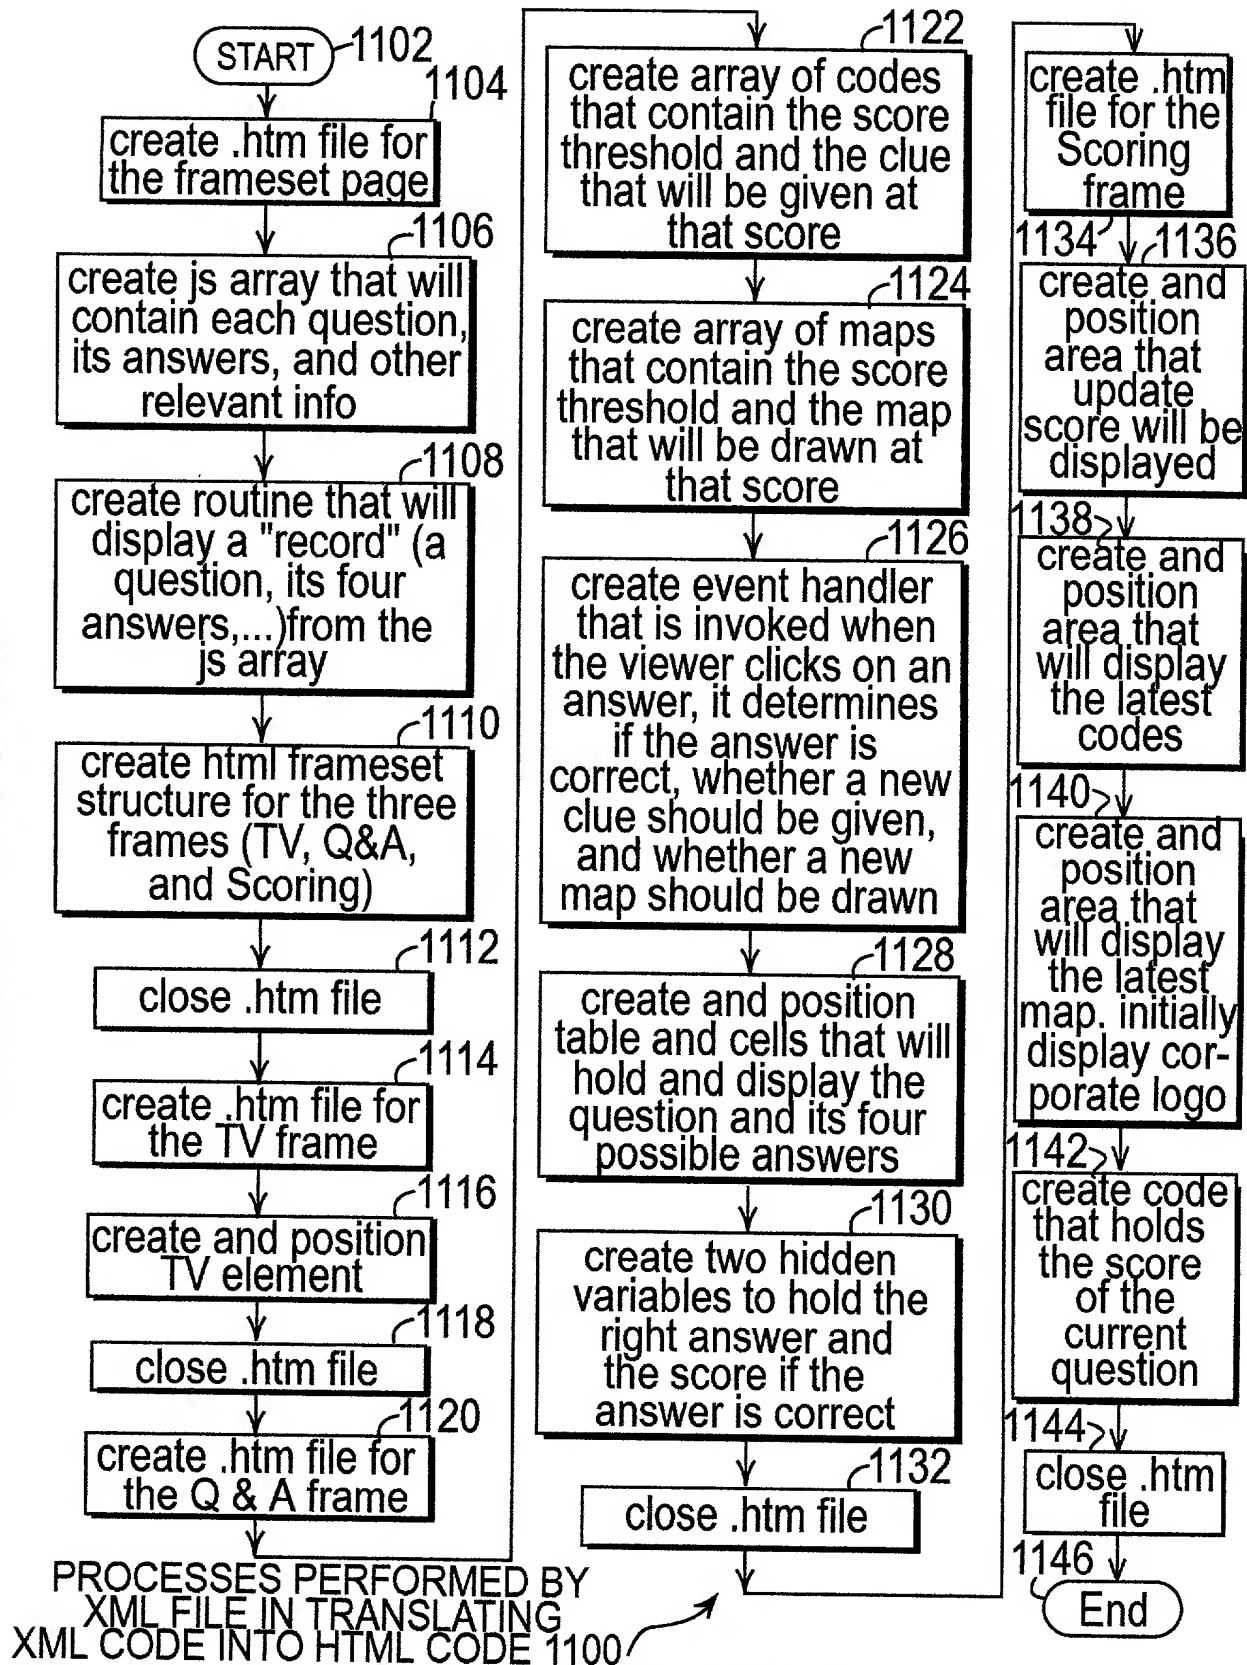 START
1102
1104
create .htm file for
the frameset page
1106
create js array that will
contain each question,
its answers, and other
relevant info
1108
create routine that will
display a "record" (a
question, its four
answers,...)from the
js array
1110
create html frameset
structure for the three
frames (TV, Q&A,
and Scoring)
1112
close .htm file
1114
create .htm file for
the TV frame
1116
create and position
TV element
1118
close .htm file
1120
create .htm file for
the Q & A frame
1122
create array of codes
that contain the score
threshold and the clue
that will be given at
that score
1124
create array of maps
that contain the score
threshold and the map
that will be drawn at
that score
1126
create event handler
that is invoked when
the viewer clicks on an
answer, it determines
if the answer is
correct, whether a new
clue should be given,
and whether a new
map should be drawn
1128
create and position
table and cells that will
hold and display the
question and its four
possible answers
1130
create two hidden
variables to hold the
right answer and
the score if the
answer is correct
1132
close .htm file
create .htm
file for the
Scoring
frame
1134
1136
create and
position
area that
update
score will be
displayed
1138
create and
position
area that
will display
the latest
codes
1140
create and
position
area that
will display
the latest
map. initially
display cor-
porate logo
1142
create code
that holds
the score
of the
current
question
1144
close .htm
file
1146
End
PROCESSES PERFORMED BY
XML FILE IN TRANSLATING
XML CODE INTO HTML CODE 1100